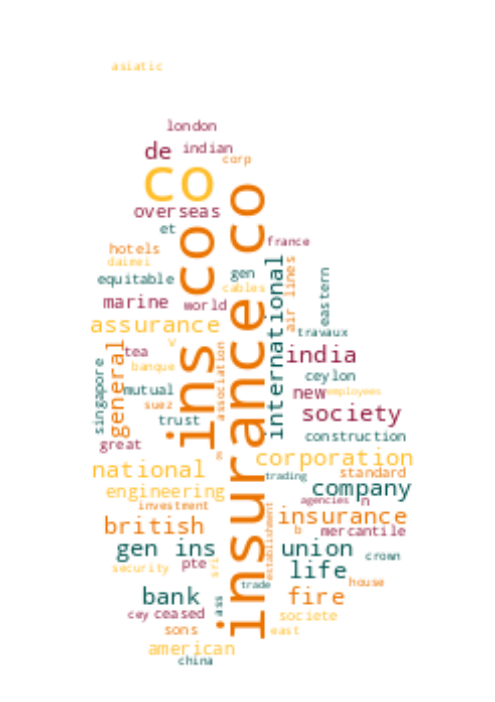 asiatic
london
de indian
corp
co
overseas
et
ins co
insurance co
hotels
france
daimei
equitable
gen
cables
international
air lines
eastern
marine
world
assurance
travaux
w
tea
association
india
general
singapore
banque
ceylon
mutual
new
employees
suez
society
trust
great
construction
m
corporation
national
trading
standard
engineering
company
agencies
n
investment
insurance
establishment
british
b
mercantile
gen ins
union
crown
security
pte
sri
life
trade
house
bank
ass
fire
cey
ceased
societe
sons
east
american
china